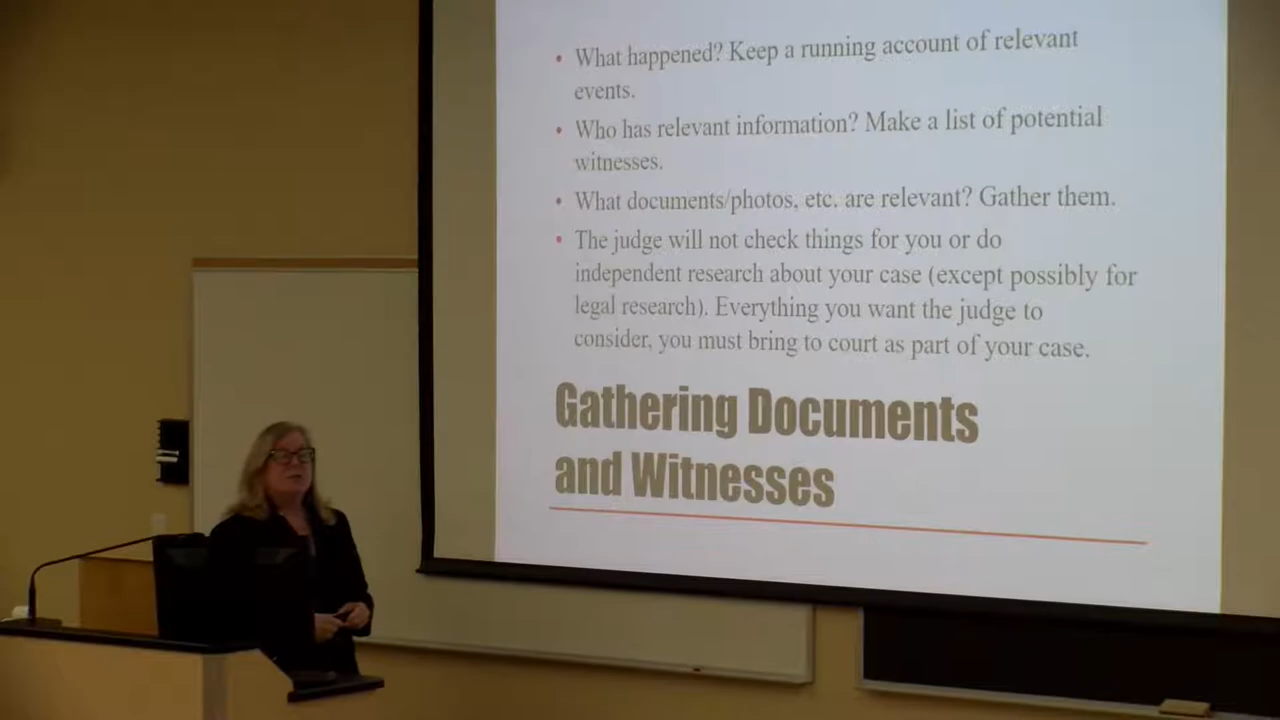 • What happened? Keep a running account of relevant
events.
• Who has relevant information? Make a list of potential
witnesses.
• What documents/photos, etc. are relevant? Gather them.
• The judge will not check things for you or do
independent research about your case (except possibly for
legal research). Everything you want the judge to
consider, you must bring to court as part of your case.
Gathering Documents
and Witnesses